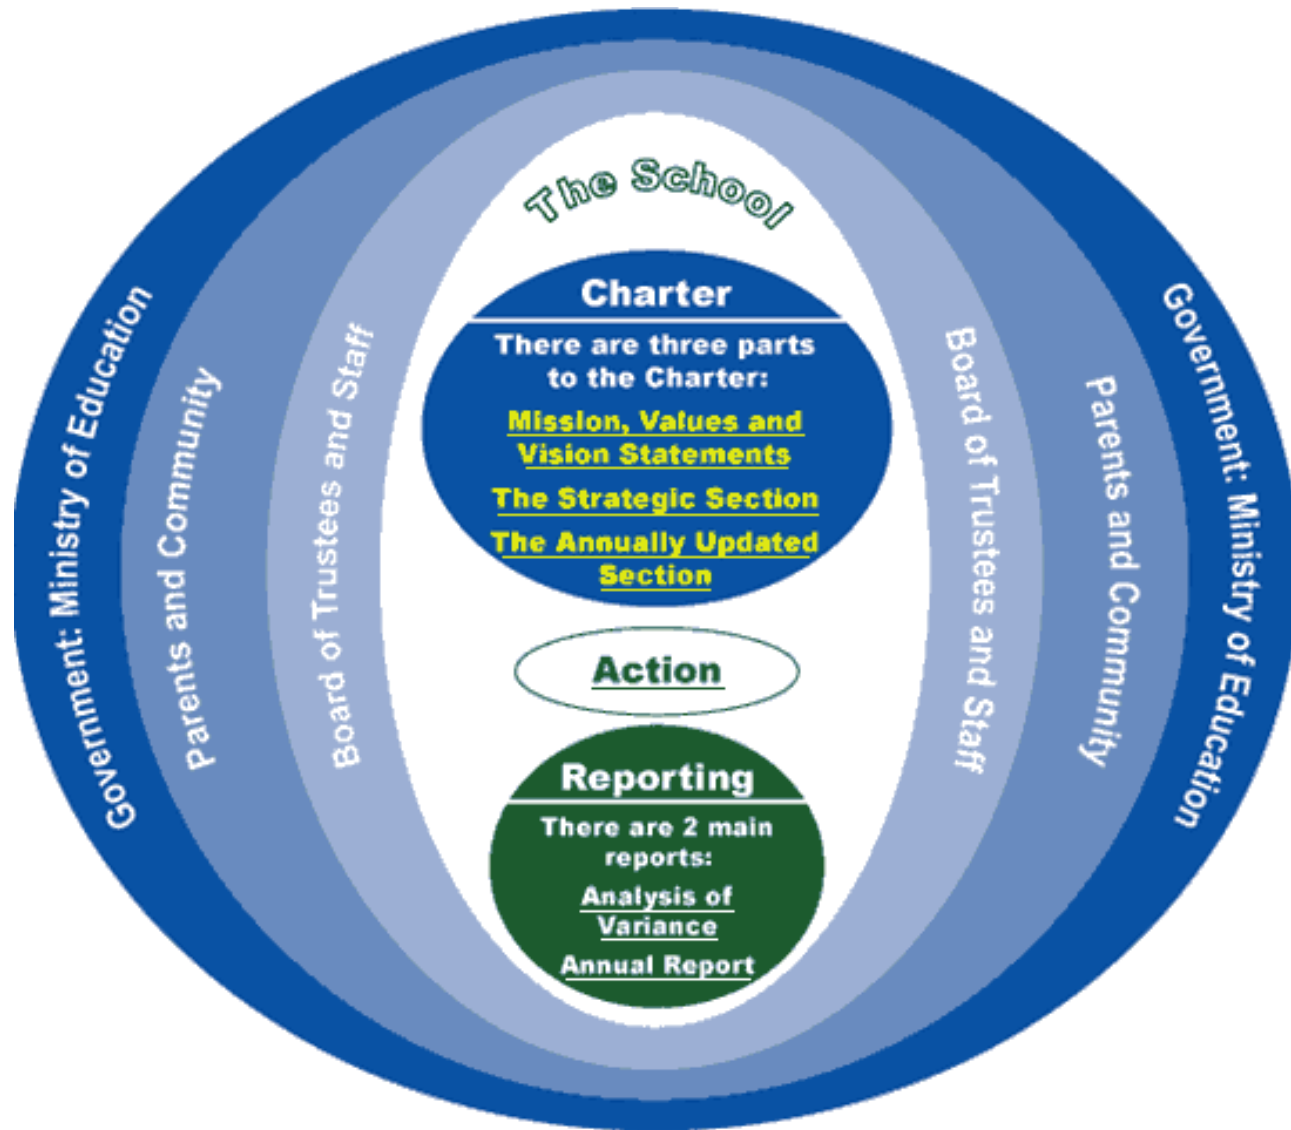 The School
Government: Ministry of Education
Parents and Community
Board of Trustees and Staff
Charter
There are three parts
to the Charter:
Mission, Values and
Vision Statements
The Strategic Section
The Annually Updated
Section
Action
Reporting
There are 2 main
reports:
Analysis of
Variance
Annual Report
Board of Trustees and Staff
Parents and Community
Government: Ministry of Education